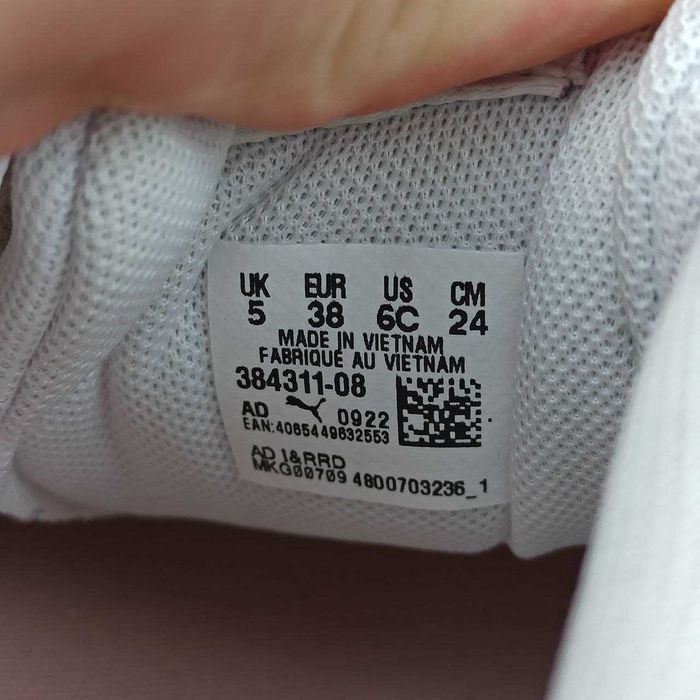 UK EUR US CM
5 38 6C 24
MADE IN VIETNAM
FABRIQUÉ AU VIETNAM
384311-08
AD 0922
EAN:4065449632553
AD I&RRD
MKG00709 4800703236_1